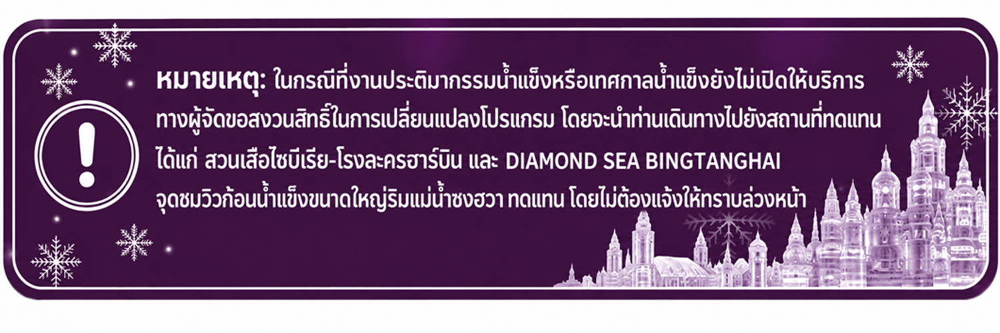 หมายเหตุ: ในกรณีที่งานประติมากรรมน้ำแข็งหรือเทศกาลน้ำแข็งยังไม่เปิดให้บริการ
ทางผู้จัดขอสงวนสิทธิ์ในการเปลี่ยนแปลงโปรแกรม โดยจะนำท่านเดินทางไปยังสถานที่ทดแทน
ได้แก่ สวนเสือไซบีเรีย-โรงละครฮาร์บิน และ DIAMOND SEA BINGTANGHAI
จุดชมวิวก้อนน้ำแข็งขนาดใหญ่ริมแม่น้ำซงฮวา ทดแทน โดยไม่ต้องแจ้งให้ทราบล่วงหน้า